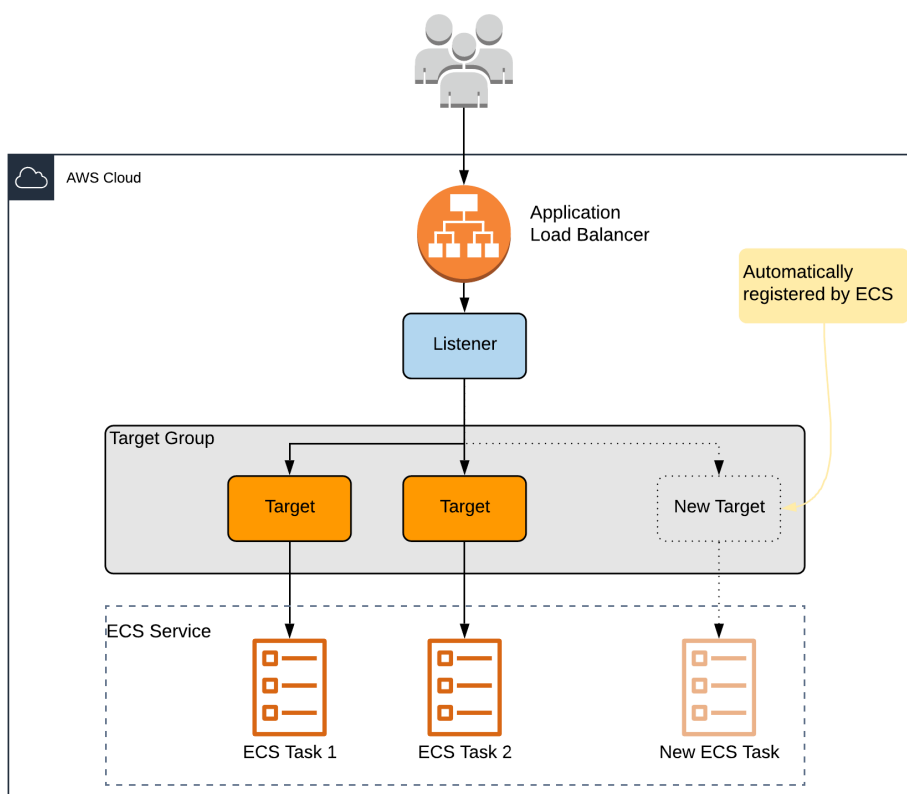 AWS Cloud
Application
Load Balancer
Automatically
registered by ECS
Listener
Target Group
Target
Target
New Target
ECS Service
ECS Task 1
ECS Task 2
New ECS Task